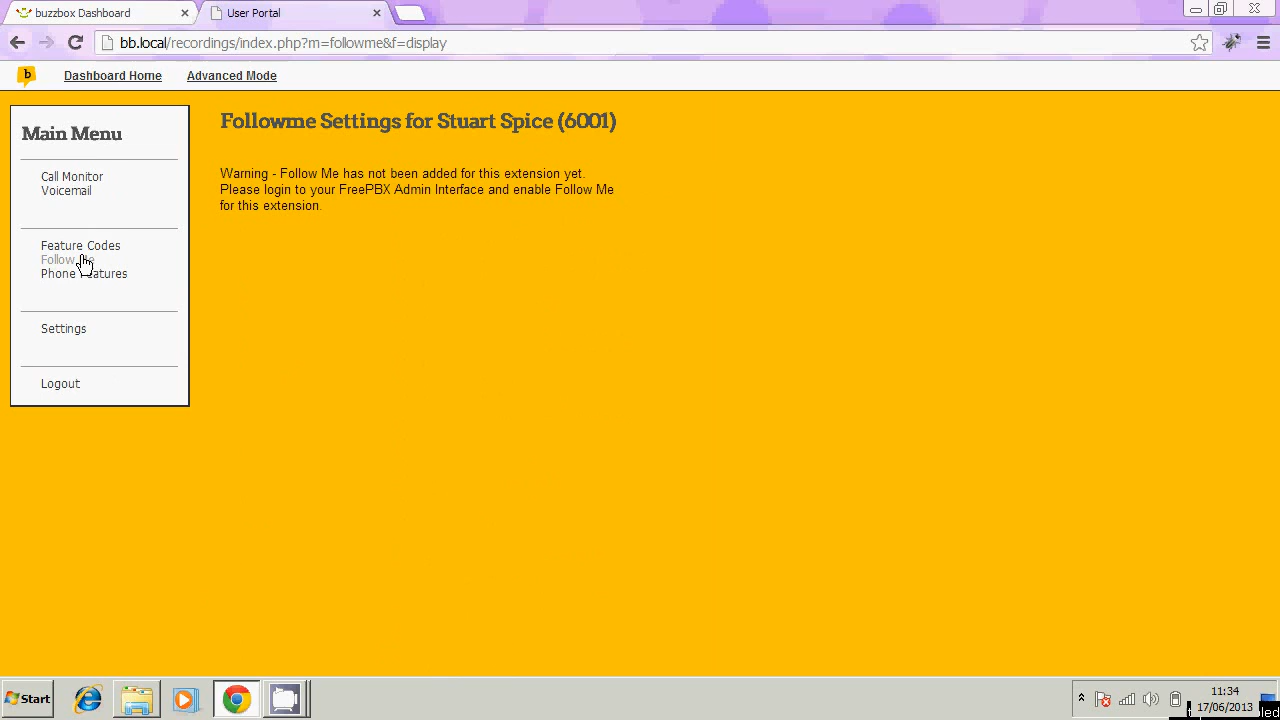 buzzbox Dashboard
User Portal
bb.local/recordings/index.php?m=followme&f=display
b
Dashboard Home
Advanced Mode
Main Menu
Call Monitor
Voicemail
Feature Codes
Follow
Phone Features
Settings
Logout
Followme Settings for Stuart Spice (6001)
Warning - Follow Me has not been added for this extension yet.
Please login to your FreePBX Admin Interface and enable Follow Me
for this extension.
Start
11:34
17/06/2013